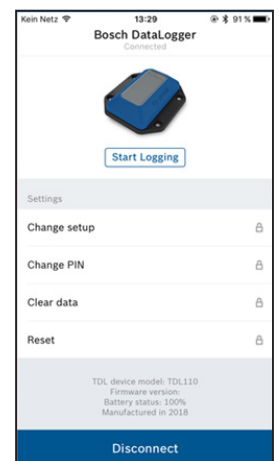 Kein Netz 13:29 91 %
Bosch DataLogger
Connected
Start Logging
Settings
Change setup
Change PIN
Clear data
Reset
TDL device model: TDL110
Firmware version:
Battery status: 100%
Manufactured in 2018
Disconnect